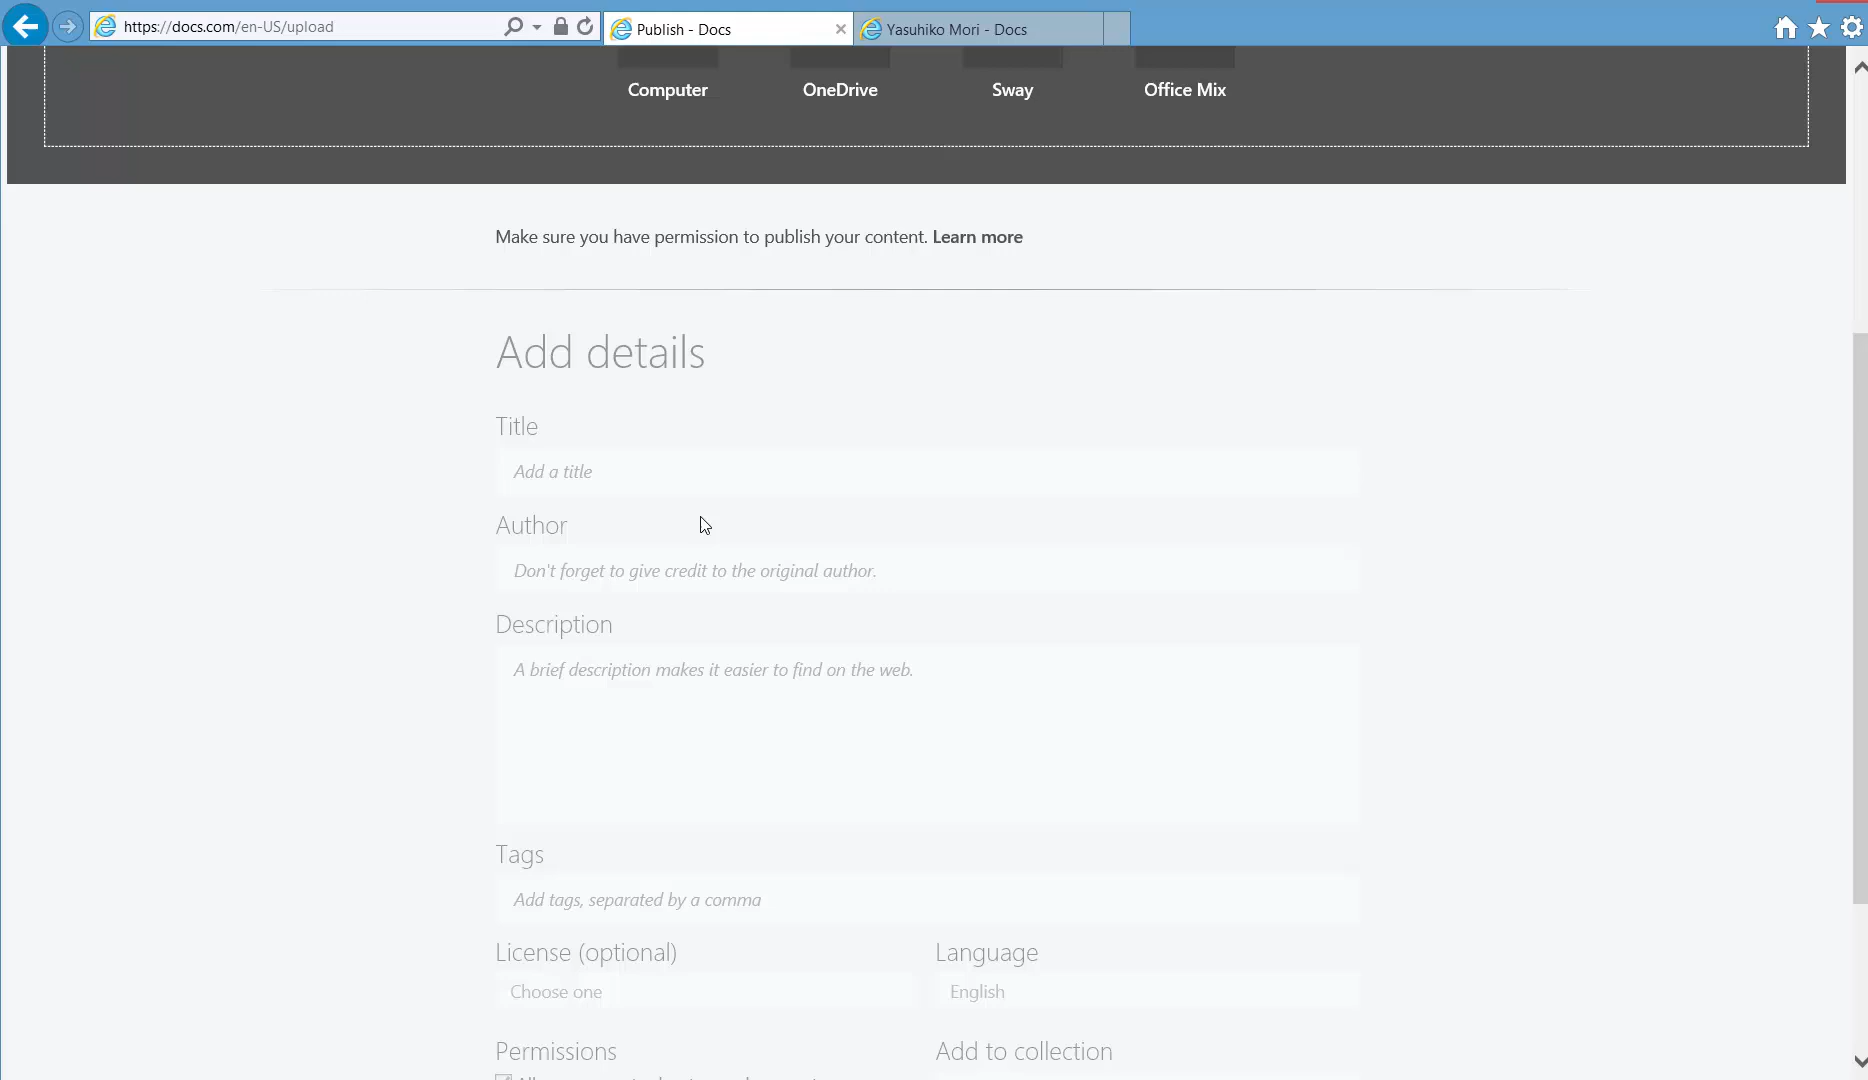 https://docs.com/en-US/upload
Publish - Docs
Yasuhiko Mori - Docs
Computer
OneDrive
Sway
Office Mix
Make sure you have permission to publish your content. Learn more
Add details
Title
Add a title
Author
Don't forget to give credit to the original author.
Description
A brief description makes it easier to find on the web.
Tags
Add tags, separated by a comma
License (optional)
Language
Choose one
English
Permissions
Add to collection